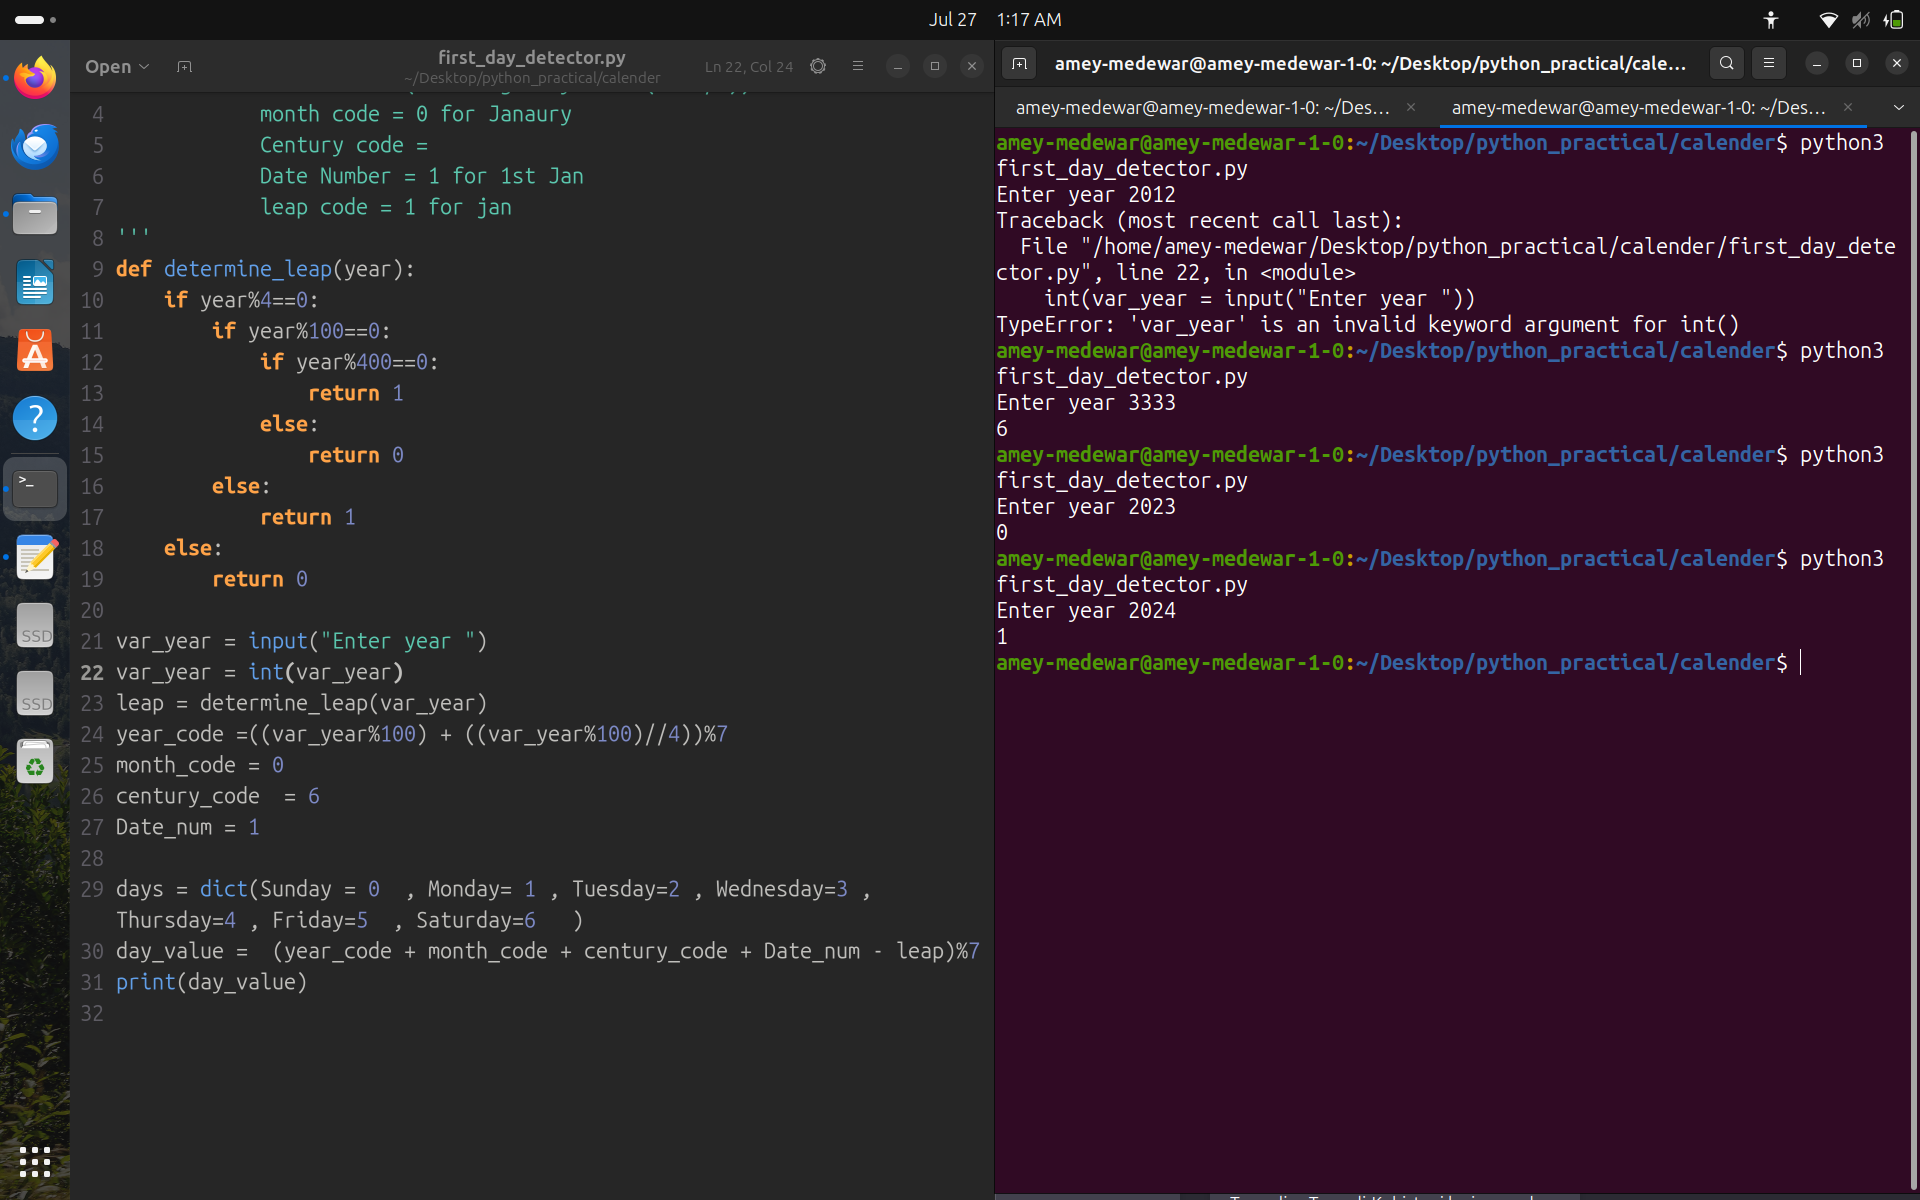 Jul 27 1:17 AM
Open
first_day_detector.py
~/Desktop/python_practical/calender
Ln 22, Col 24
4 month code = 0 for Janaury
5 Century code =
6 Date Number = 1 for 1st Jan
7 leap code = 1 for jan
8 '''
9 def determine_leap(year):
10 if year%4==0:
11 if year%100==0:
12 if year%400==0:
13 return 1
14 else:
15 return 0
16 else:
17 return 1
18 else:
19 return 0
20
21 var_year = input("Enter year ")
22 var_year = int(var_year)
23 leap = determine_leap(var_year)
24 year_code =((var_year%100) + ((var_year%100)//4))%7
25 month_code = 0
26 century_code  = 6
27 Date_num = 1
28
29 days = dict(Sunday = 0  , Monday= 1 , Tuesday=2 , Wednesday=3 ,
Thursday=4 , Friday=5  , Saturday=6   )
30 day_value =  (year_code + month_code + century_code + Date_num - leap)%7
31 print(day_value)
32
SSD
SSD
amey-medewar@amey-medewar-1-0: ~/Desktop/python_practical/cale...
amey-medewar@amey-medewar-1-0: ~/Des...
amey-medewar@amey-medewar-1-0: ~/Des...
amey-medewar@amey-medewar-1-0:~/Desktop/python_practical/calender$ python3
first_day_detector.py
Enter year 2012
Traceback (most recent call last):
File "/home/amey-medewar/Desktop/python_practical/calender/first_day_dete
ctor.py", line 22, in <module>
int(var_year = input("Enter year "))
TypeError: 'var_year' is an invalid keyword argument for int()
amey-medewar@amey-medewar-1-0:~/Desktop/python_practical/calender$ python3
first_day_detector.py
Enter year 3333
6
amey-medewar@amey-medewar-1-0:~/Desktop/python_practical/calender$ python3
first_day_detector.py
Enter year 2023
0
amey-medewar@amey-medewar-1-0:~/Desktop/python_practical/calender$ python3
first_day_detector.py
Enter year 2024
1
amey-medewar@amey-medewar-1-0:~/Desktop/python_practical/calender$